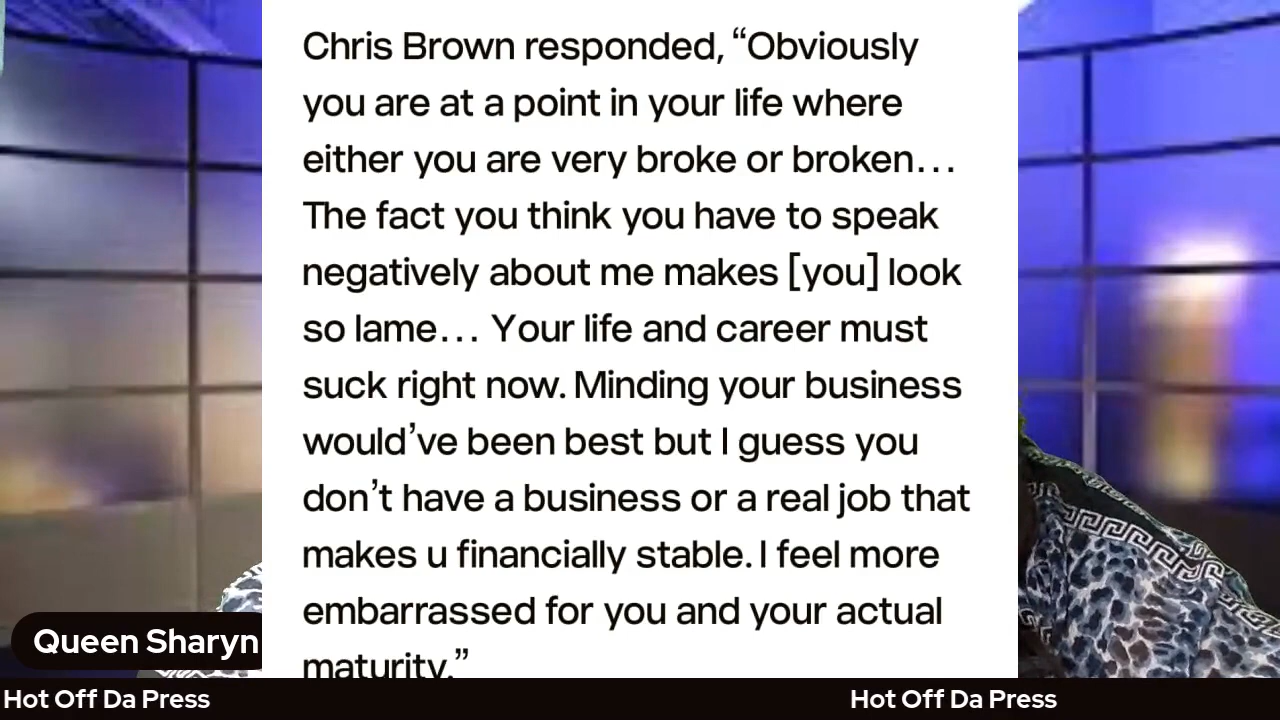 Chris Brown responded, “Obviously
you are at a point in your life where
either you are very broke or broken…
The fact you think you have to speak
negatively about me makes [you] look
so lame… Your life and career must
suck right now. Minding your business
would’ve been best but I guess you
don’t have a business or a real job that
makes u financially stable. I feel more
embarrassed for you and your actual
maturity.”
Queen Sharyn
Hot Off Da Press
Hot Off Da Press